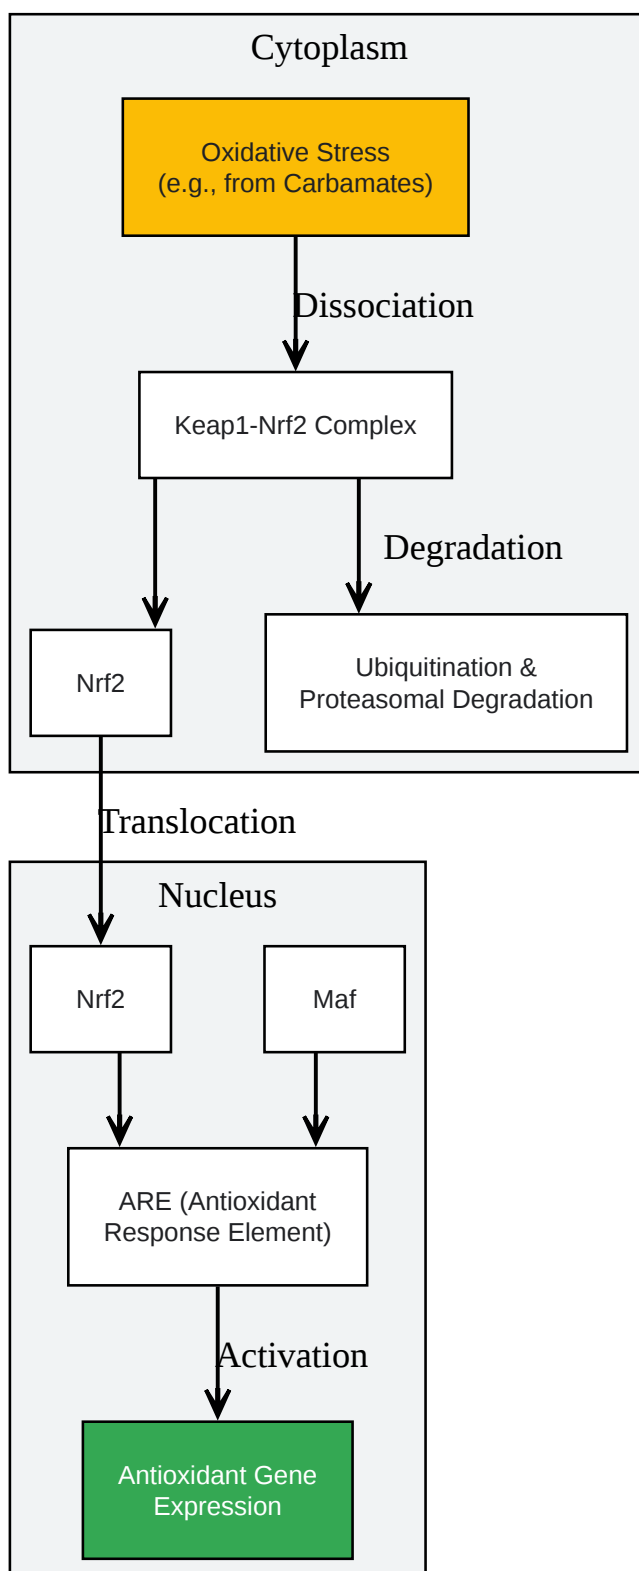 Cytoplasm
Oxidative Stress
(e.g., from Carbamates)
Dissociation
Keap1-Nrf2 Complex
Degradation
Nrf2
Ubiquitination &
Proteasomal Degradation
Translocation
Nucleus
Nrf2
Maf
ARE (Antioxidant
Response Element)
Activation
Antioxidant Gene
Expression